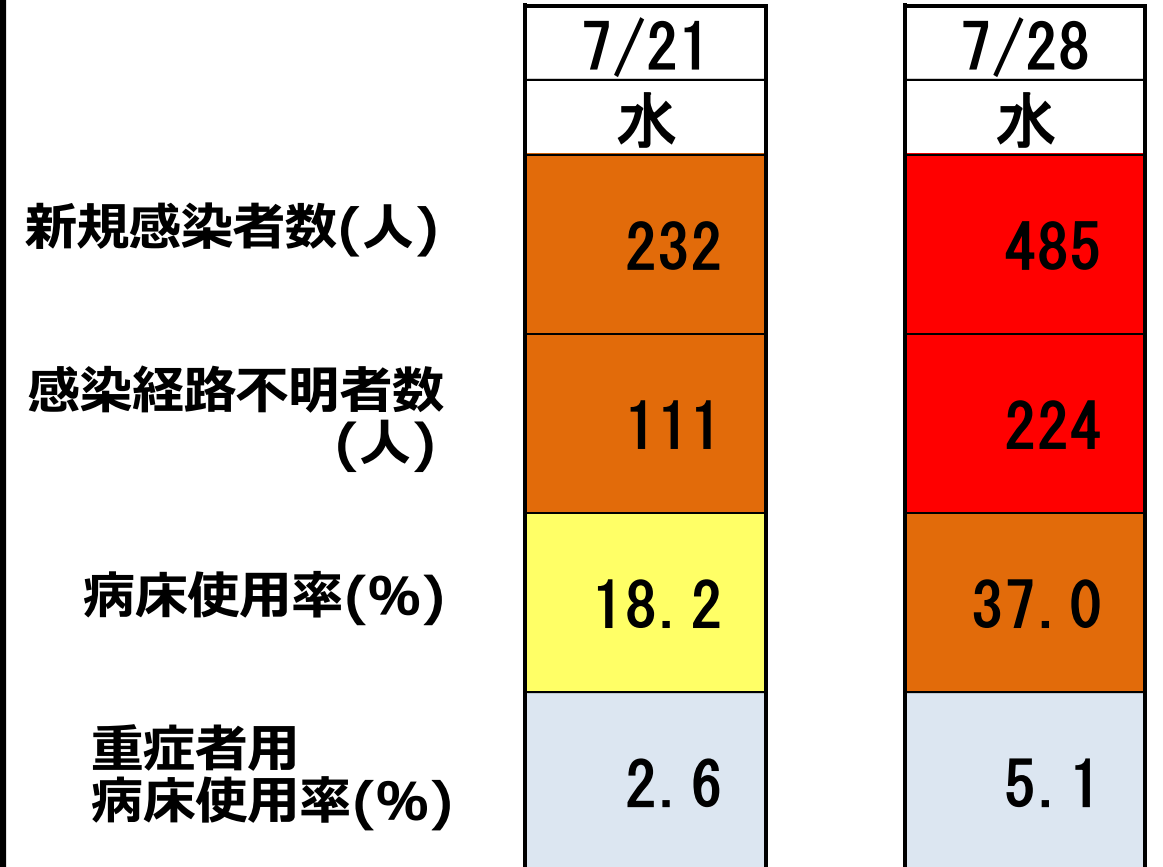 7/21 7/28
水 水
新規感染者数(人) 232 485
感染経路不明者数
(人) 111 224
病床使用率(%) 18.2 37.0
重症者用
病床使用率(%) 2.6 5.1